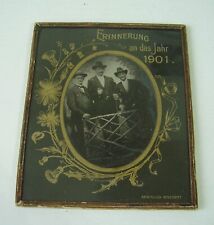 ERINNERUNG
an das Jahr
1901.